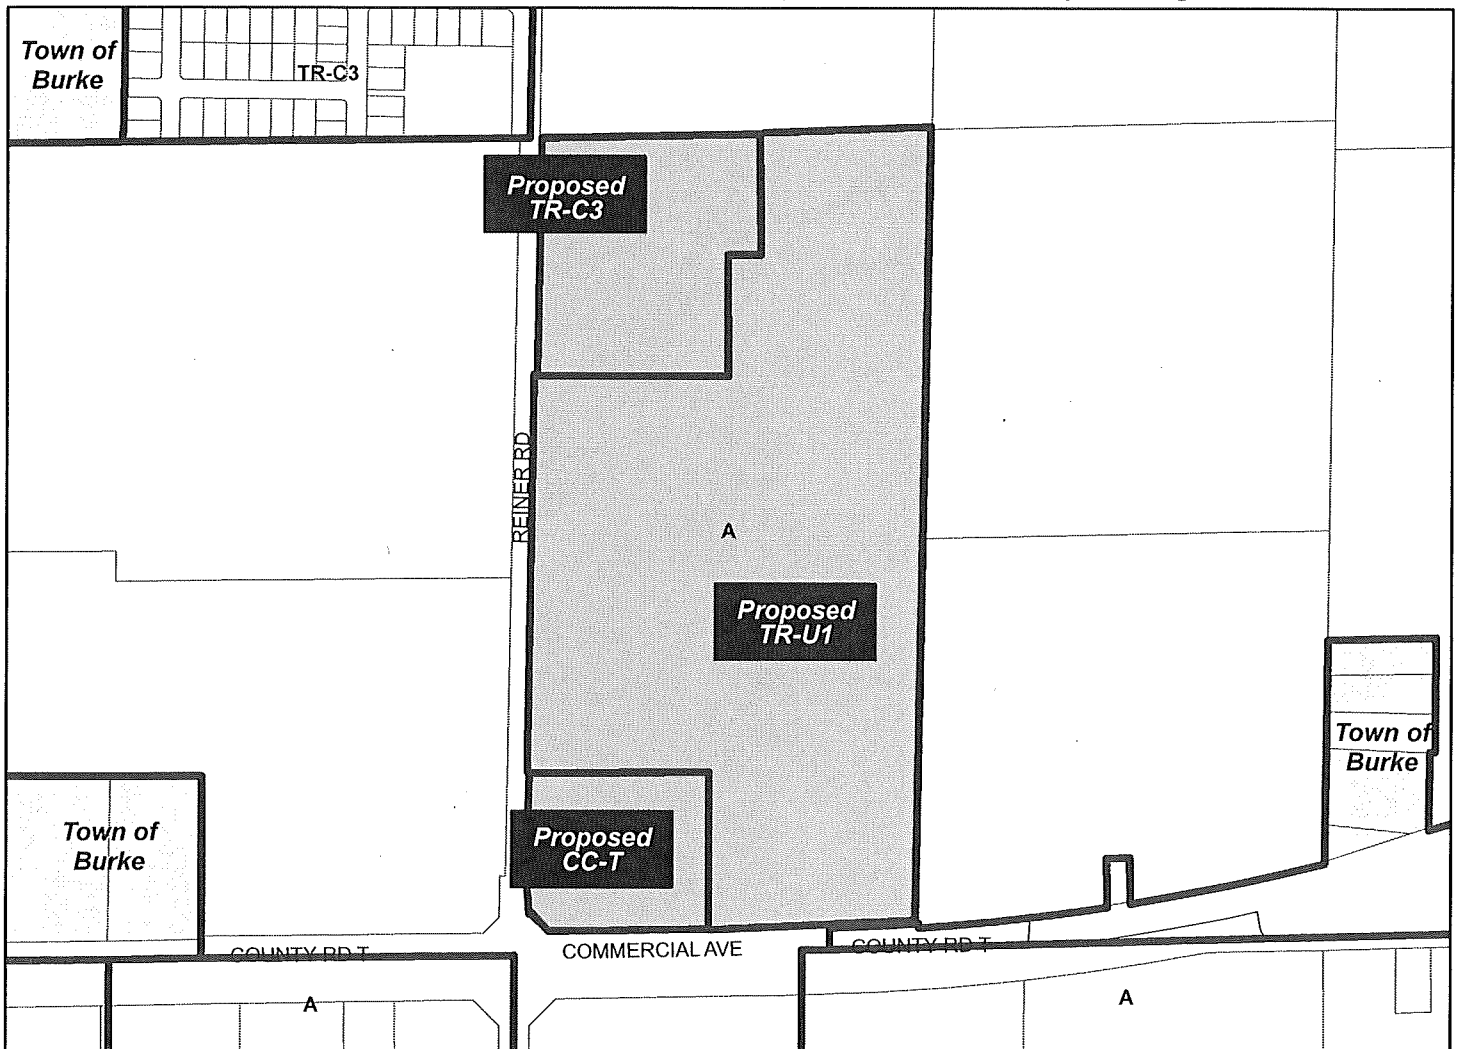 Town of
Burke
TR-C3
Proposed
TR-C3
REINER RD
A
Proposed
TR-U1
Town of
Burke
Town of
Burke
Proposed
CC-T
COUNTY RD T
COMMERCIAL AVE
COUNTY RD T
A
A